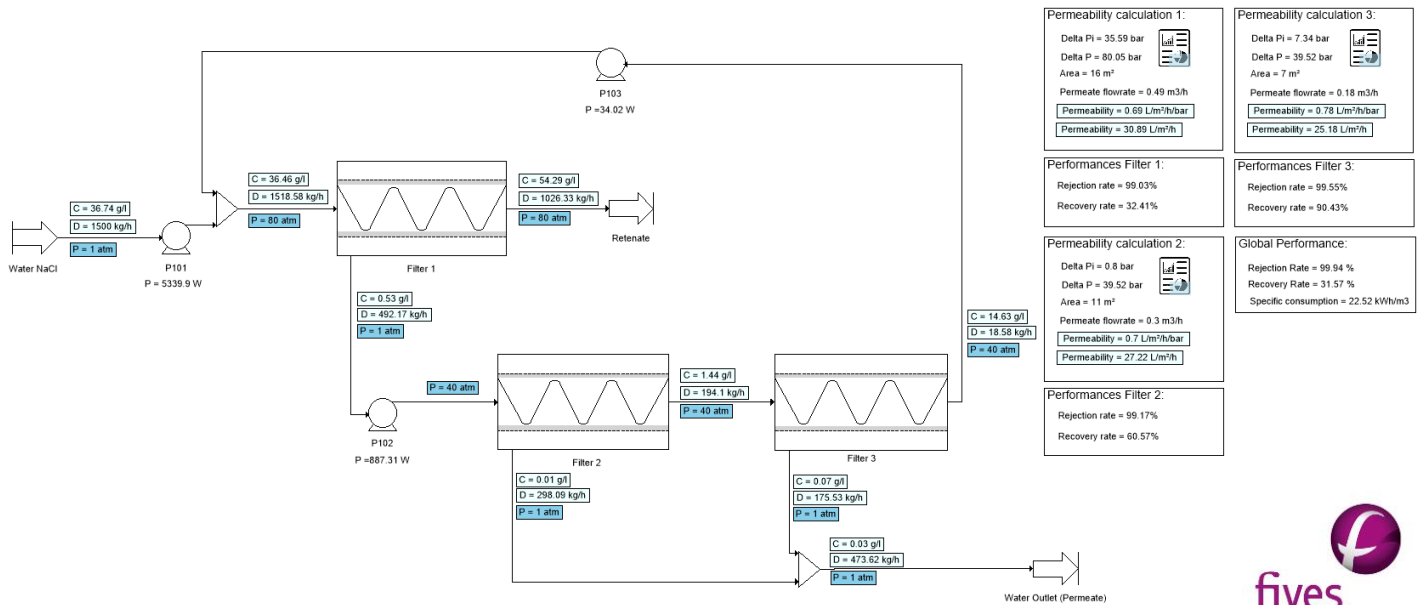 P103
P =34.02 W
C = 36.74 g/l
D = 1500 kg/h
P = 1 atm
Water NaCl
P101
P = 5339.9 W
C = 36.46 g/l
D = 1518.58 kg/h
P = 80 atm
Filter 1
C = 54.29 g/l
D = 1026.33 kg/h
P = 80 atm
Retenate
C = 0.53 g/l
D = 492.17 kg/h
P = 1 atm
P102
P =887.31 W
P = 40 atm
Filter 2
C = 1.44 g/l
D = 194.1 kg/h
P = 40 atm
Filter 3
C = 14.63 g/l
D = 18.58 kg/h
P = 40 atm
C = 0.01 g/l
D = 298.09 kg/h
P = 1 atm
C = 0.07 g/l
D = 175.53 kg/h
P = 1 atm
C = 0.03 g/l
D = 473.62 kg/h
P = 1 atm
Water Outlet (Permeate)
Permeability calculation 1:
Delta Pi = 35.59 bar
Delta P = 80.05 bar
Area = 16 m²
Permeate flowrate = 0.49 m3/h
Permeability = 0.69 L/m²/h/bar
Permeability = 30.89 L/m²/h
Permeability calculation 3:
Delta Pi = 7.34 bar
Delta P = 39.52 bar
Area = 7 m²
Permeate flowrate = 0.18 m3/h
Permeability = 0.78 L/m²/h/bar
Permeability = 25.18 L/m²/h
Performances Filter 1:
Rejection rate = 99.03%
Recovery rate = 32.41%
Performances Filter 3:
Rejection rate = 99.55%
Recovery rate = 90.43%
Permeability calculation 2:
Delta Pi = 0.8 bar
Delta P = 39.52 bar
Area = 11 m²
Permeate flowrate = 0.3 m3/h
Permeability = 0.7 L/m²/h/bar
Permeability = 27.22 L/m²/h
Global Performance:
Rejection Rate = 99.94 %
Recovery Rate = 31.57 %
Specific consumption = 22.52 kWh/m3
Performances Filter 2:
Rejection rate = 99.17%
Recovery rate = 60.57%
fives